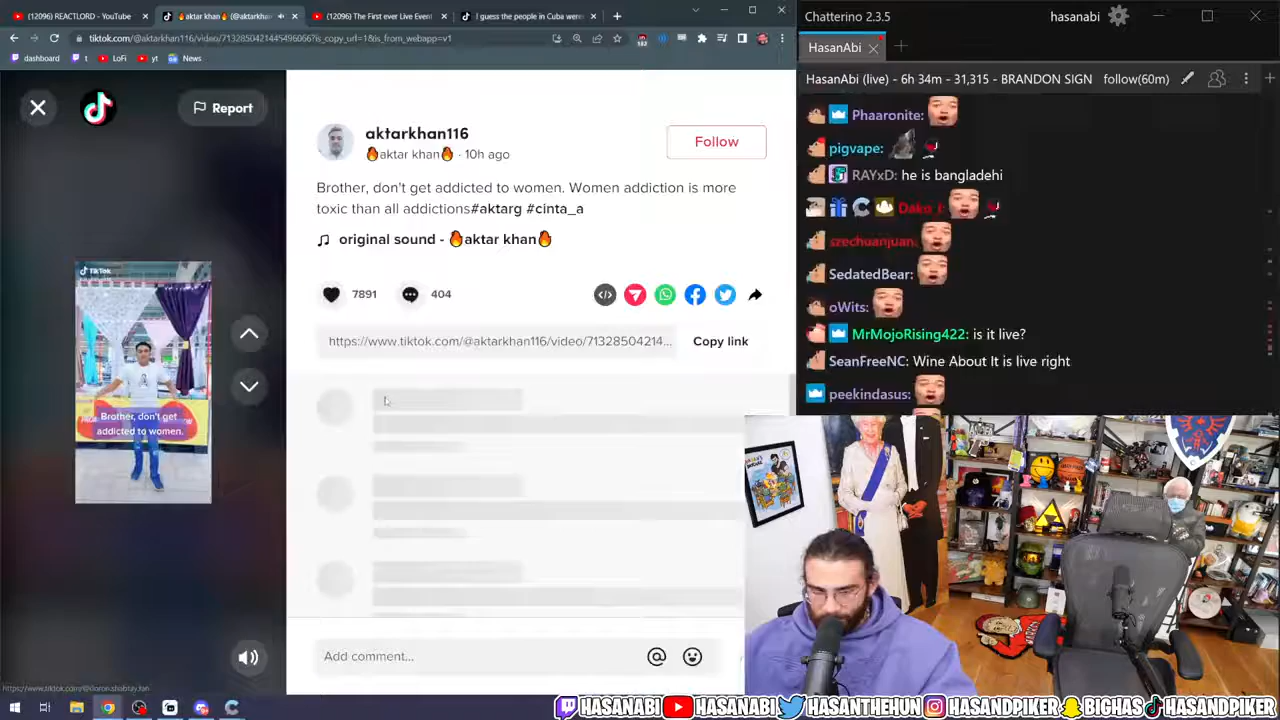 (12096) REACTLORD - YouTube
🔥aktar khan🔥 (@aktarkhan116
(12096) The First ever Live Event
I guess the people in Cuba were
tiktok.com/@aktarkhan116/video/7132850421445496066?is_copy_url=1&is_from_webapp=v1
182
dashboard
t
LoFi
yt
News
Report
aktarkhan116
🔥aktar khan🔥 · 10h ago
Follow
Brother, don't get addicted to women. Women addiction is more
toxic than all addictions#aktarg #cinta_a
original sound - 🔥aktar khan🔥
7891
404
https://www.tiktok.com/@aktarkhan116/video/71328504214...
Copy link
TikTok
Brother, don't get
addicted to women.
Add comment...
Chatterino 2.3.5
hasanabi
HasanAbi
HasanAbi (live) - 6h 34m - 31,315 - BRANDON SIGN
follow(60m)
Phaaronite:
pigvape:
RAYxD: he is bangladehi
Dako_I:
szechuanjuan:
SedatedBear:
oWits:
MrMojoRising422: is it live?
SeanFreeNC: Wine About It is live right
peekindasus:
HASANABI
HASANABI
HASANTHEHUN
HASANDPIKER
BIGHAS
HASANDPIKER